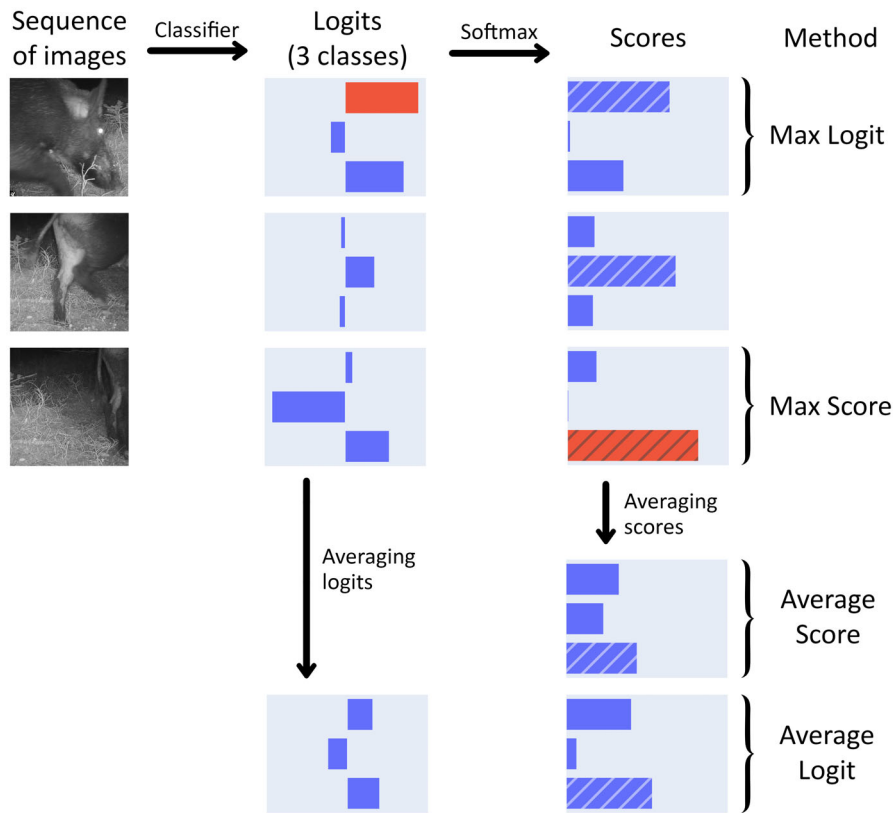 Sequence
of images
Classifier
Logits
(3 classes)
Softmax
Scores
Method
Max Logit
Max Score
Averaging
logits
Averaging
scores
Average
Score
Average
Logit